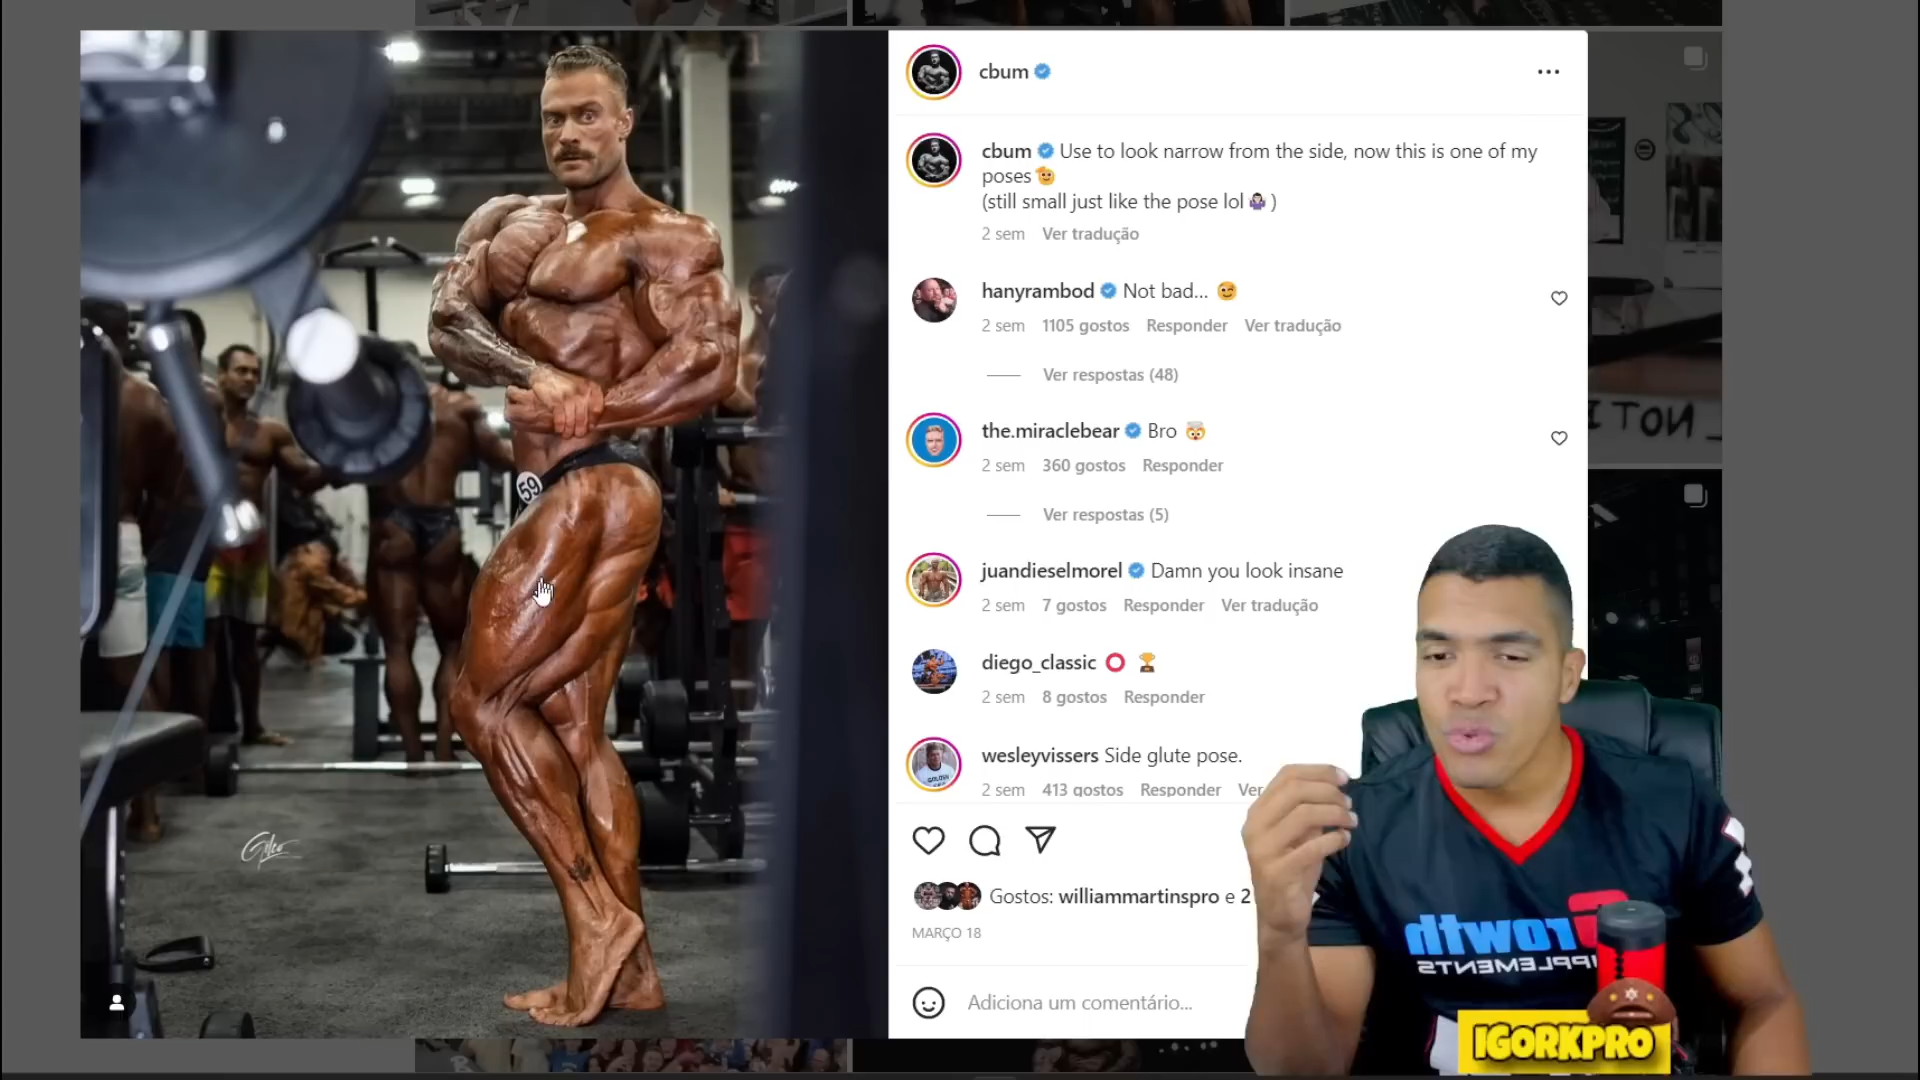 cbum
cbum Use to look narrow from the side, now this is one of my
poses
(still small just like the pose lol )
2 sem Ver tradução
hanyrambod Not bad...
2 sem 1105 gostos Responder Ver tradução
Ver respostas (48)
the.miraclebear Bro
2 sem 360 gostos Responder
Ver respostas (5)
juandieselmorel Damn you look insane
2 sem 7 gostos Responder Ver tradução
diego_classic
2 sem 8 gostos Responder
wesleyvissers Side glute pose.
2 sem 413 gostos Responder Ver
Gostos: williammartinspro e 2
MARÇO 18
Adiciona um comentário...
59
Growth
SUPPLEMENTS
IGORKPRO